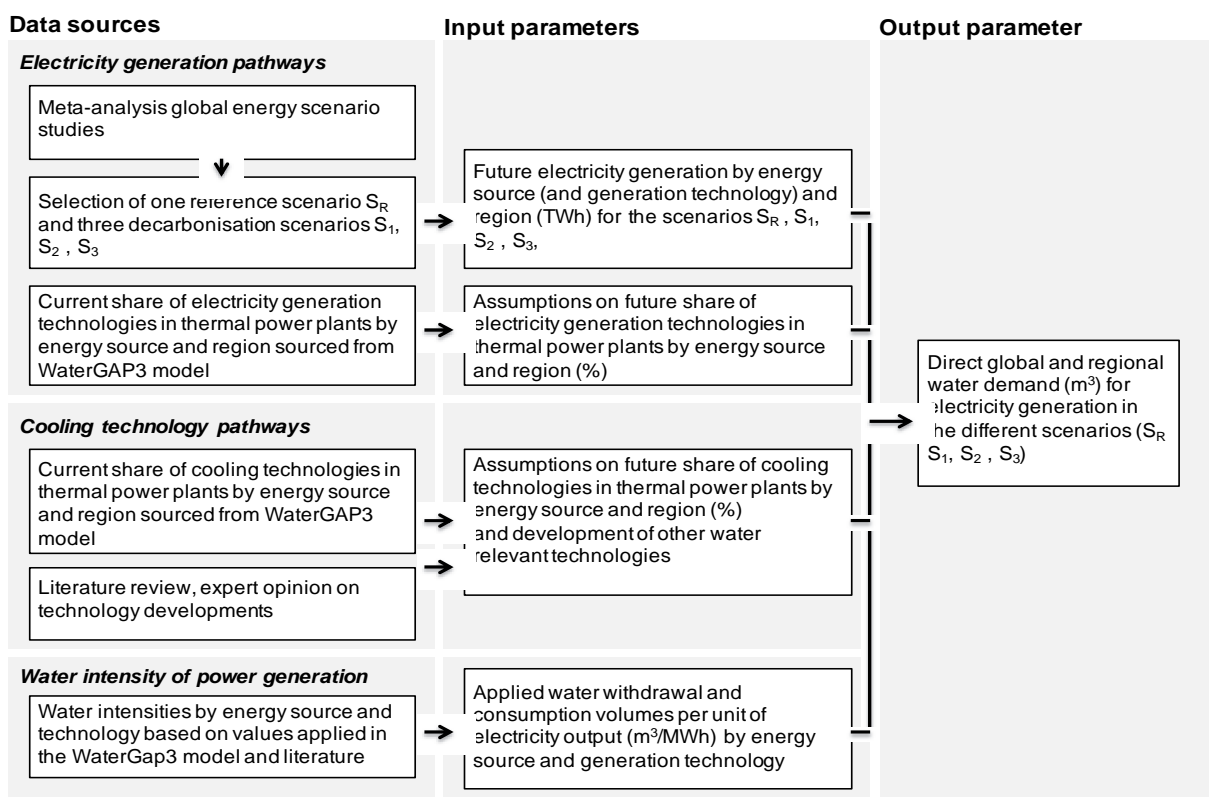 Data sources
Input parameters
Output parameter
Electricity generation pathways
Meta-analysis global energy scenario
studies
Selection of one reference scenario S_R
and three decarbonisation scenarios S₁,
S₂ , S₃
Current share of electricity generation
technologies in thermal power plants by
energy source and region sourced from
WaterGAP3 model
Future electricity generation by energy
source (and generation technology) and
region (TWh) for the scenarios S_R , S₁,
S₂ , S₃,
Assumptions on future share of
electricity generation technologies in
thermal power plants by energy source
and region (%)
Cooling technology pathways
Current share of cooling technologies in
thermal power plants by energy source
and region sourced from WaterGAP3
model
Literature review, expert opinion on
technology developments
Assumptions on future share of cooling
technologies in thermal power plants by
energy source and region (%)
and development of other water
relevant technologies
Water intensity of power generation
Water intensities by energy source and
technology based on values applied in
the WaterGap3 model and literature
Applied water withdrawal and
consumption volumes per unit of
electricity output (m³/MWh) by energy
source and generation technology
Direct global and regional
water demand (m³) for
electricity generation in
the different scenarios (S_R
S₁, S₂ , S₃)